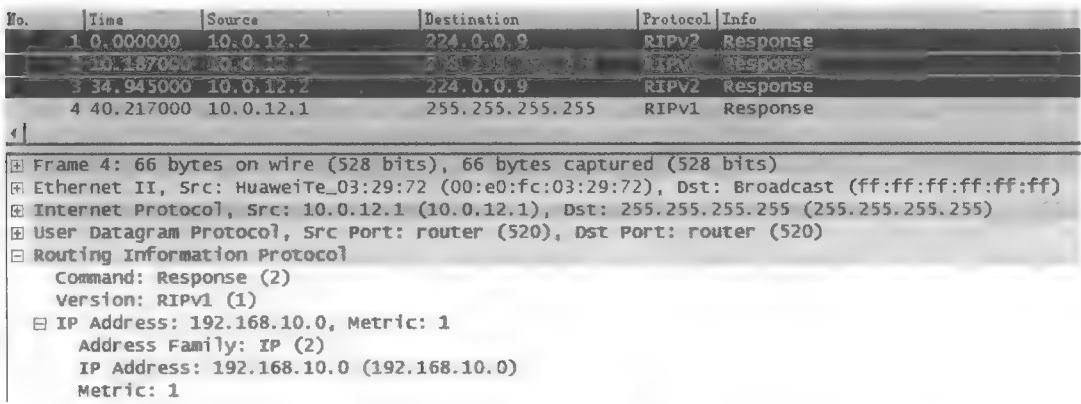 No. Time Source Destination Protocol Info
1 0.000000 10.0.12.2 224.0.0.9 RIPv2 Response
Response
3 34.945000 10.0.12.2 224.0.0.9 RIPv2 Response
4 40.217000 10.0.12.1 255.255.255.255 RIPv1 Response
Frame 4: 66 bytes on wire (528 bits), 66 bytes captured (528 bits)
Ethernet II, Src: HuaweiTe_03:29:72 (00:e0:fc:03:29:72), Dst: Broadcast (ff:ff:ff:ff:ff:ff)
Internet Protocol, Src: 10.0.12.1 (10.0.12.1), Dst: 255.255.255.255 (255.255.255.255)
User Datagram Protocol, Src Port: router (520), Dst Port: router (520)
Routing Information Protocol
Command: Response (2)
Version: RIPv1 (1)
IP Address: 192.168.10.0, Metric: 1
Address Family: IP (2)
IP Address: 192.168.10.0 (192.168.10.0)
Metric: 1